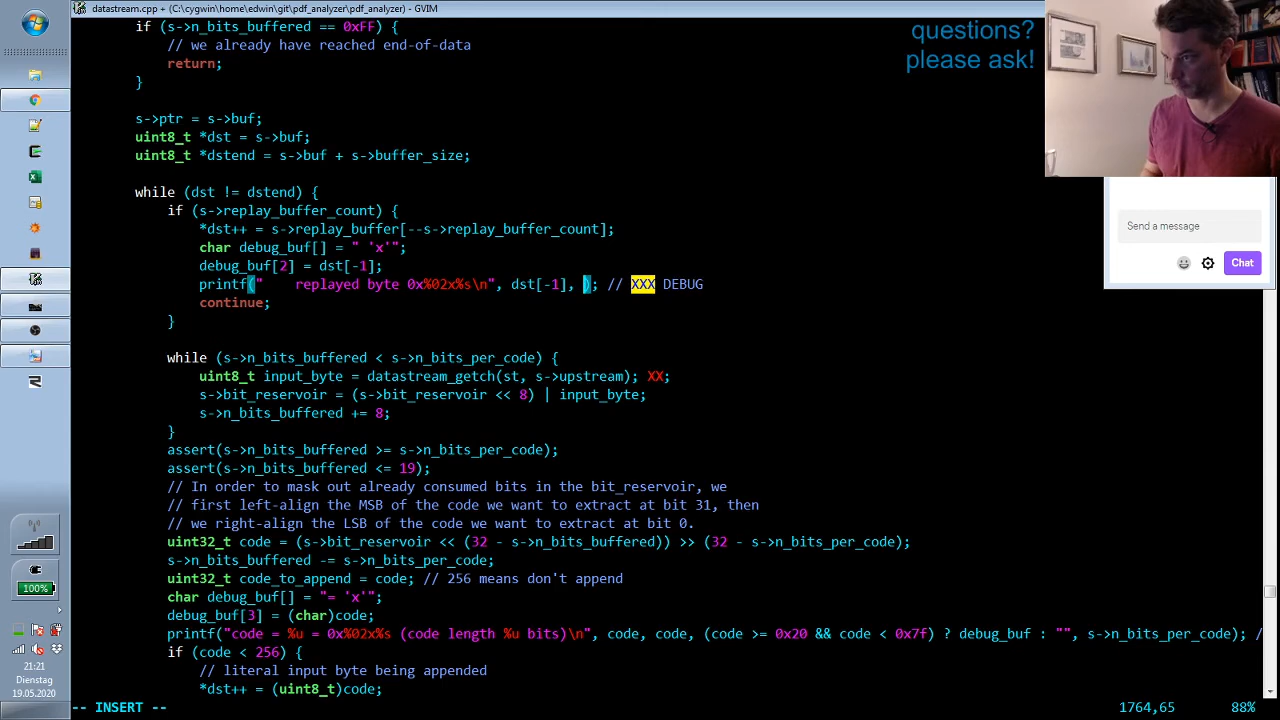 datastream.cpp + (C:\cygwin\home\edwin\git\pdf_analyzer\pdf_analyzer) - GVIM
if (s->n_bits_buffered == 0xFF) {
// we already have reached end-of-data
return;
}
s->ptr = s->buf;
uint8_t *dst = s->buf;
uint8_t *dstend = s->buf + s->buffer_size;
while (dst != dstend) {
if (s->replay_buffer_count) {
*dst++ = s->replay_buffer[--s->replay_buffer_count];
char debug_buf[] = " 'x'";
debug_buf[2] = dst[-1];
printf("    replayed byte 0x%02x%s\n", dst[-1], ); // XXX DEBUG
continue;
}
while (s->n_bits_buffered < s->n_bits_per_code) {
uint8_t input_byte = datastream_getch(st, s->upstream); XX;
s->bit_reservoir = (s->bit_reservoir << 8) | input_byte;
s->n_bits_buffered += 8;
}
assert(s->n_bits_buffered >= s->n_bits_per_code);
assert(s->n_bits_buffered <= 19);
// In order to mask out already consumed bits in the bit_reservoir, we
// first left-align the MSB of the code we want to extract at bit 31, then
// we right-align the LSB of the code we want to extract at bit 0.
uint32_t code = (s->bit_reservoir << (32 - s->n_bits_buffered)) >> (32 - s->n_bits_per_code);
s->n_bits_buffered -= s->n_bits_per_code;
uint32_t code_to_append = code; // 256 means don't append
char debug_buf[] = "= 'x'";
debug_buf[3] = (char)code;
printf("code = %u = 0x%02x%s (code length %u bits)\n", code, code, (code >= 0x20 && code < 0x7f) ? debug_buf : "", s->n_bits_per_code); /
if (code < 256) {
// literal input byte being appended
*dst++ = (uint8_t)code;
-- INSERT --
1764,65
88%
questions?
please ask!
Send a message
Chat
100%
21:21
Dienstag
19.05.2020